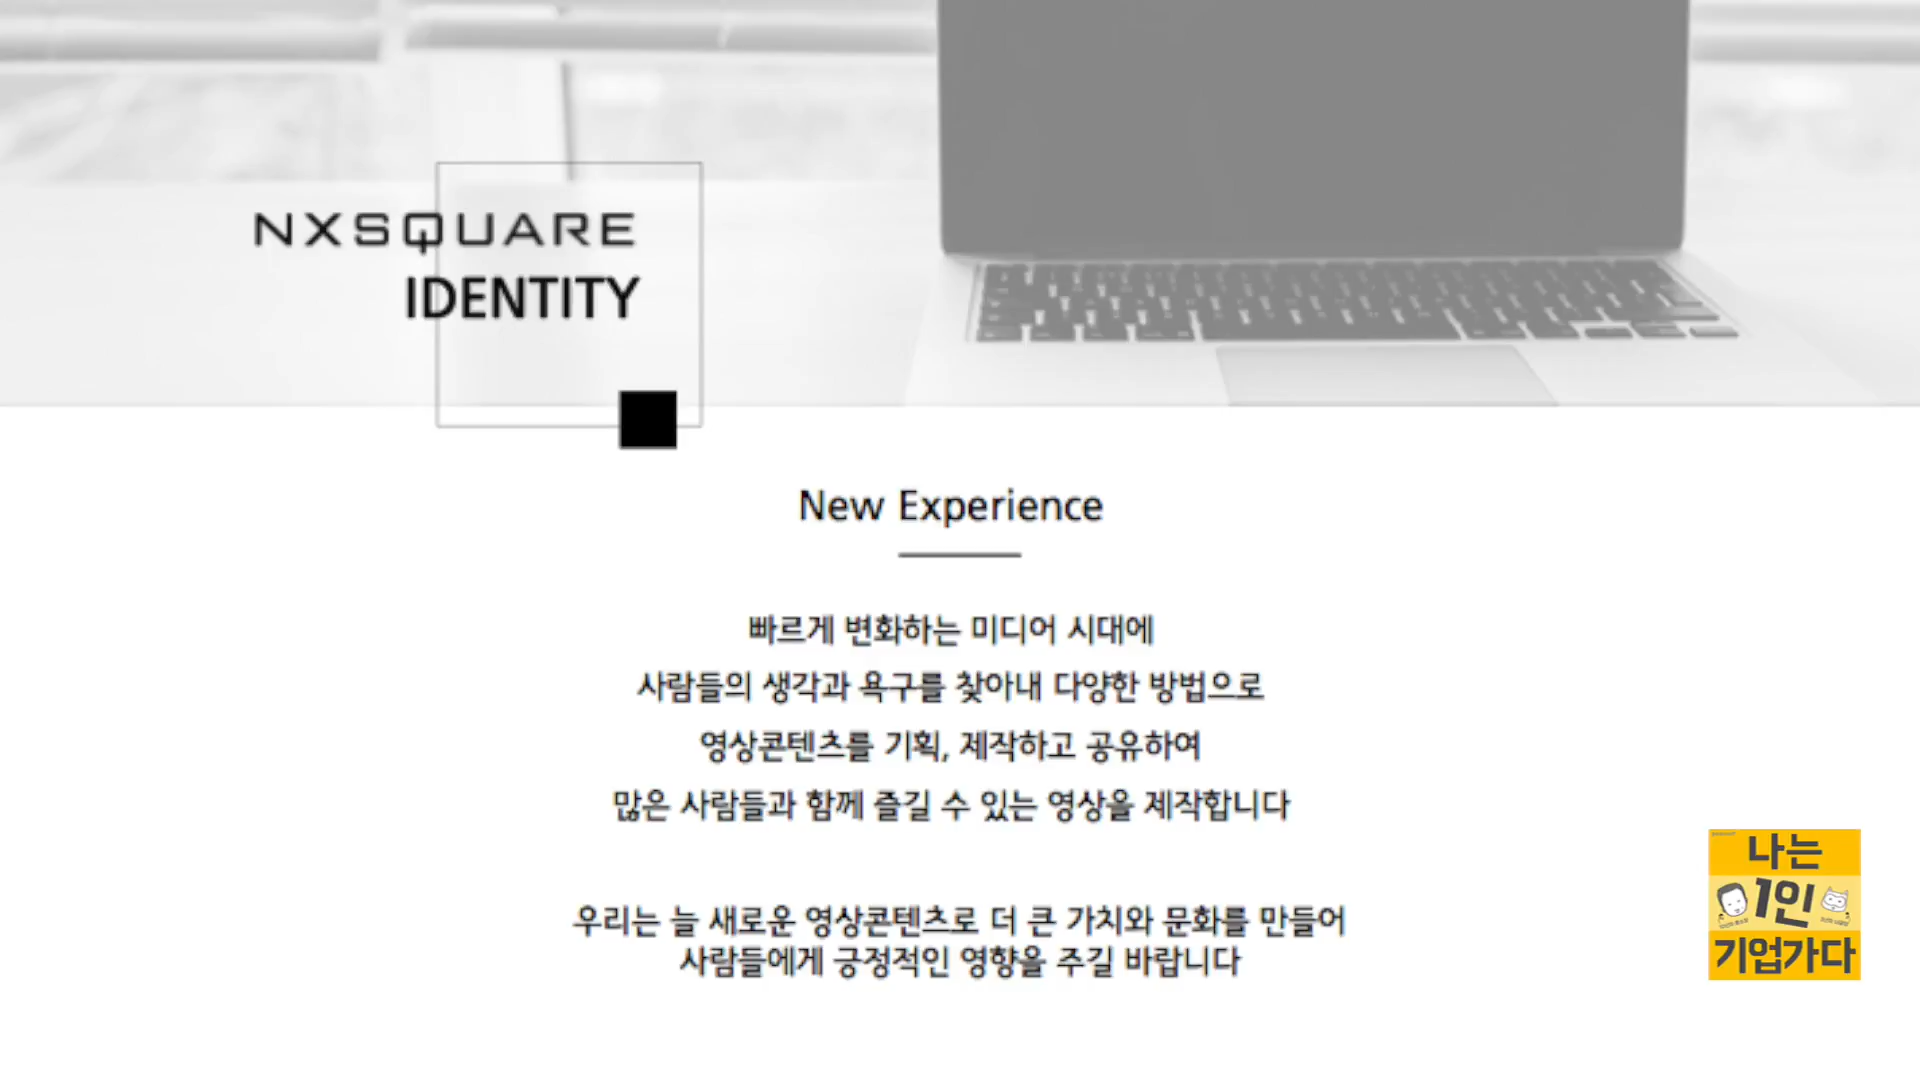 NXSQUARE
IDENTITY
New Experience
빠르게 변화하는 미디어 시대에
사람들의 생각과 욕구를 찾아내 다양한 방법으로
영상콘텐츠를 기획, 제작하고 공유하여
많은 사람들과 함께 즐길 수 있는 영상을 제작합니다
우리는 늘 새로운 영상콘텐츠로 더 큰 가치와 문화를 만들어
사람들에게 긍정적인 영향을 주길 바랍니다
나는
1인
기업가다